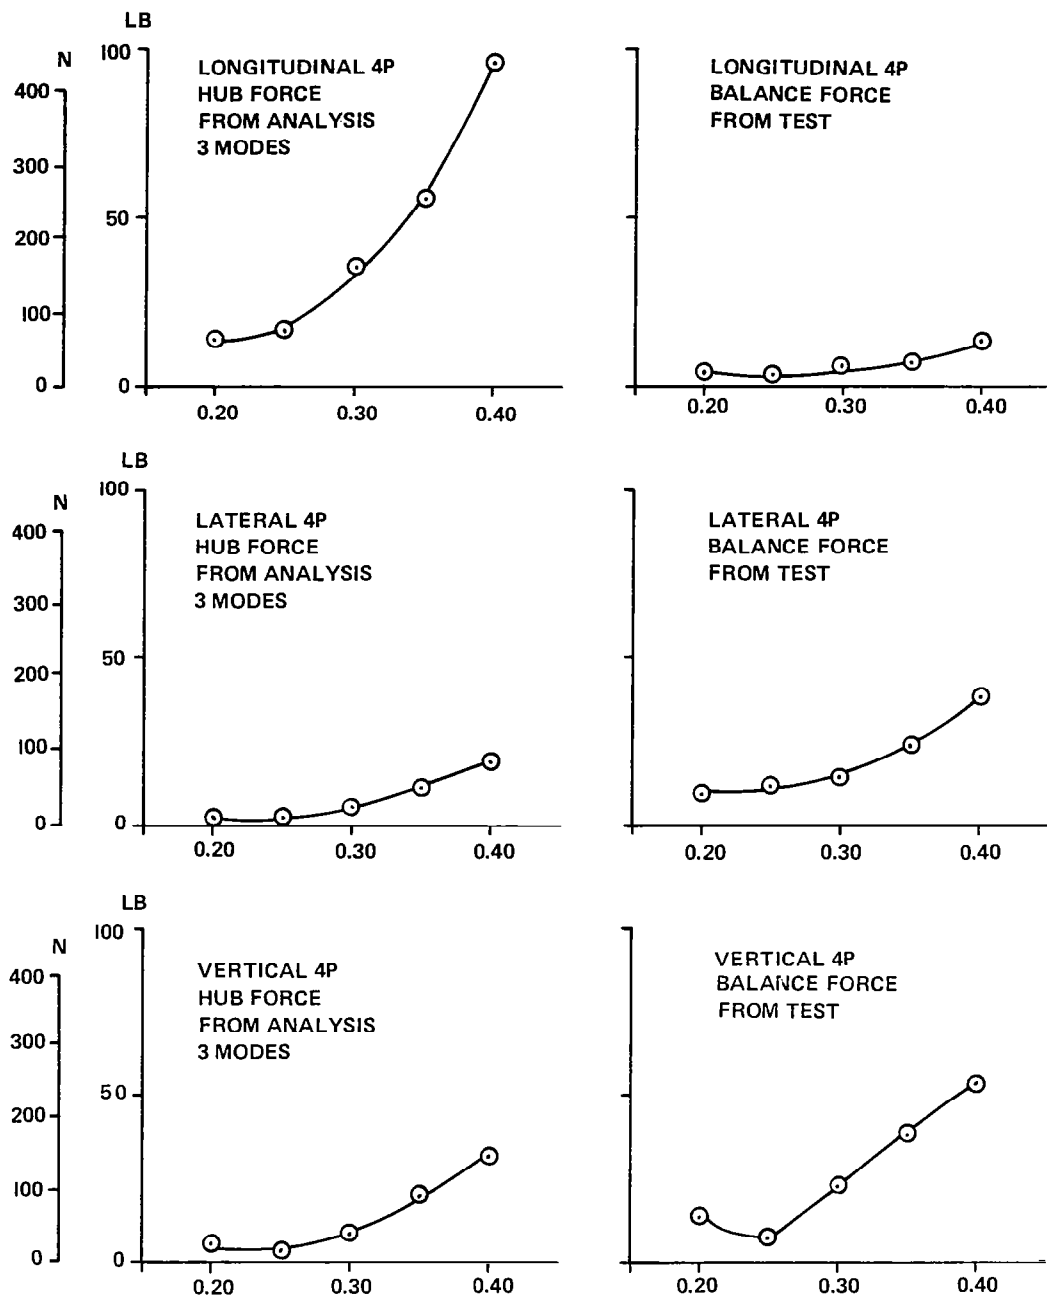 LB
N
100
LONGITUDINAL 4P
HUB FORCE
FROM ANALYSIS
3 MODES
400
300
200
100
0
50
0
0.20
0.30
0.40
LONGITUDINAL 4P
BALANCE FORCE
FROM TEST
0.20
0.30
0.40
LB
N
100
LATERAL 4P
HUB FORCE
FROM ANALYSIS
3 MODES
400
300
200
100
0
50
0
0.20
0.30
0.40
LATERAL 4P
BALANCE FORCE
FROM TEST
0.20
0.30
0.40
LB
N
100
VERTICAL 4P
HUB FORCE
FROM ANALYSIS
3 MODES
400
300
200
100
0
50
0
0.20
0.30
0.40
VERTICAL 4P
BALANCE FORCE
FROM TEST
0.20
0.30
0.40